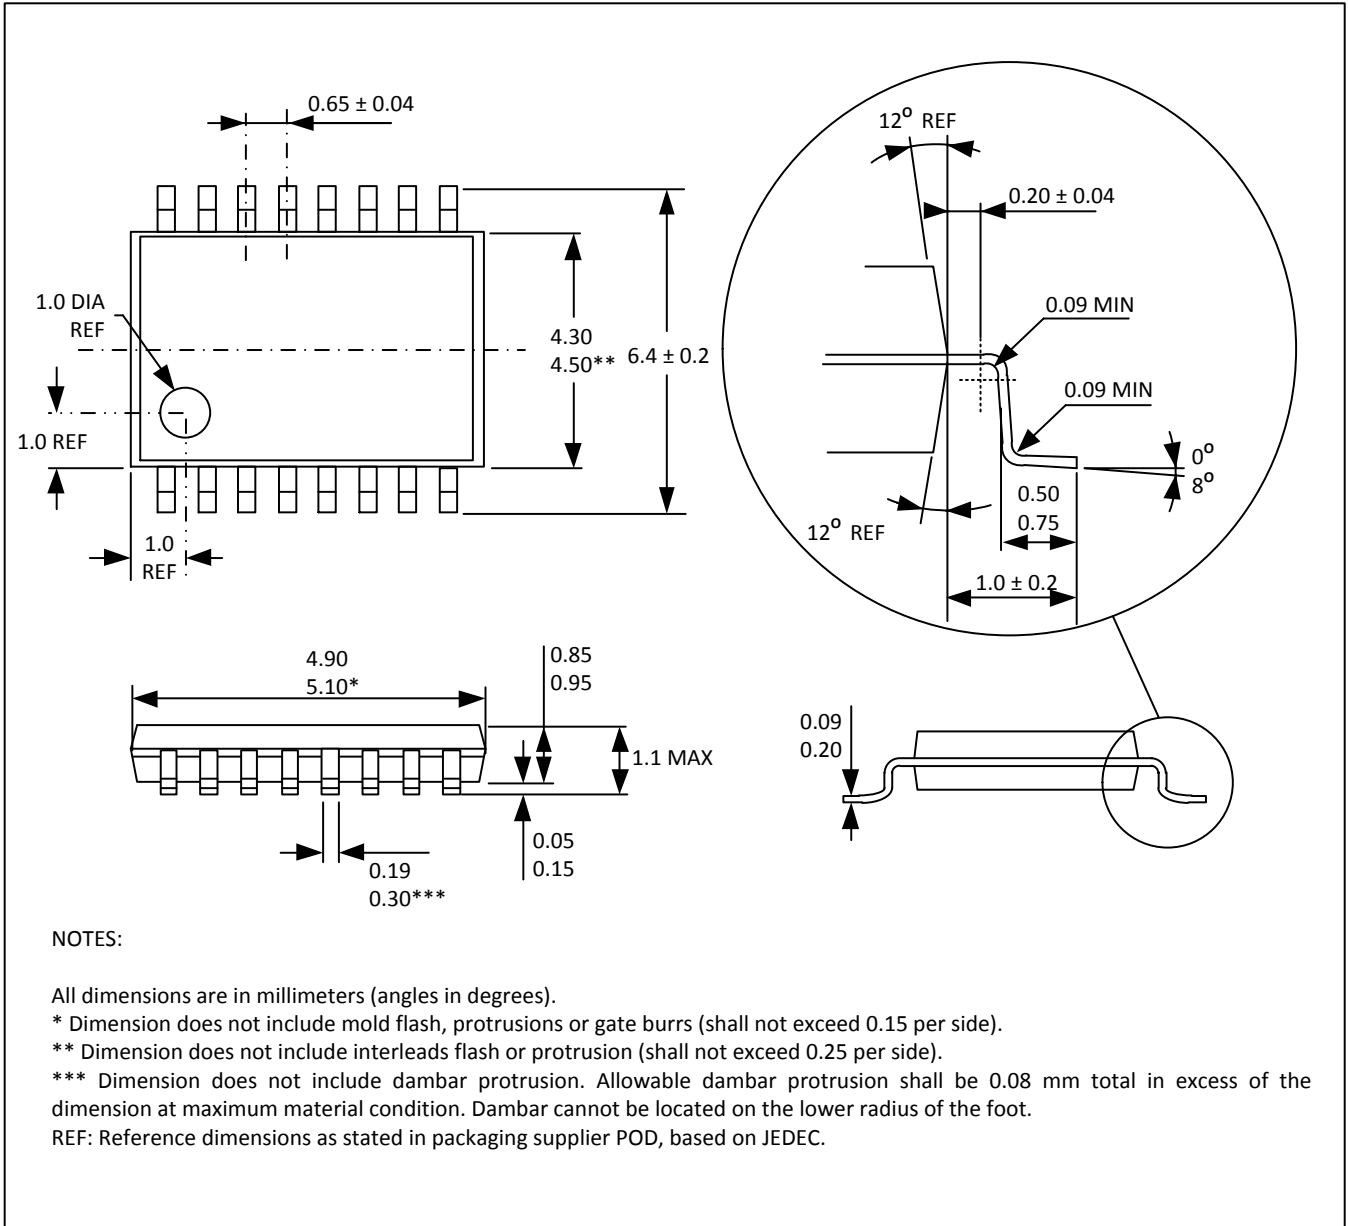 0.65 ± 0.04
1.0 DIA
REF
4.30
4.50**
6.4 ± 0.2
1.0 REF
1.0
REF
12⁰ REF
0.20 ± 0.04
0.09 MIN
0.09 MIN
0⁰
8⁰
0.50
0.75
12⁰ REF
1.0 ± 0.2
4.90
5.10*
0.85
0.95
1.1 MAX
0.05
0.15
0.19
0.30***
0.09
0.20
NOTES:
All dimensions are in millimeters (angles in degrees).
* Dimension does not include mold flash, protrusions or gate burrs (shall not exceed 0.15 per side).
** Dimension does not include interleads flash or protrusion (shall not exceed 0.25 per side).
*** Dimension does not include dambar protrusion. Allowable dambar protrusion shall be 0.08 mm total in excess of the
dimension at maximum material condition. Dambar cannot be located on the lower radius of the foot.
REF: Reference dimensions as stated in packaging supplier POD, based on JEDEC.